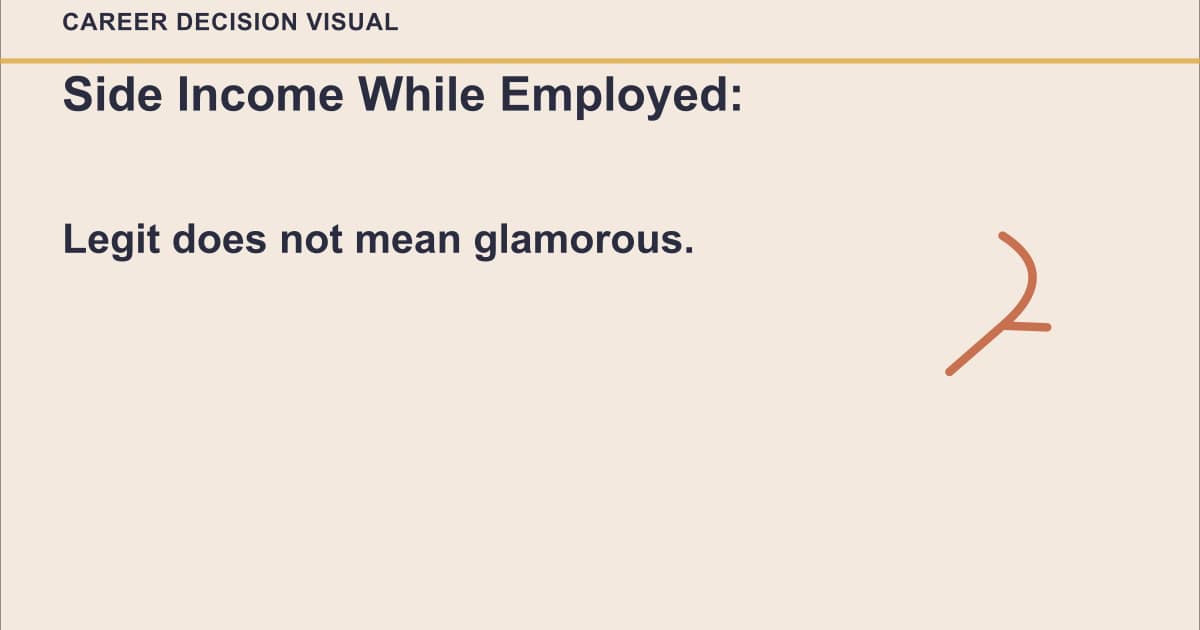 CAREER DECISION VISUAL
Side Income While Employed:
Legit does not mean glamorous.